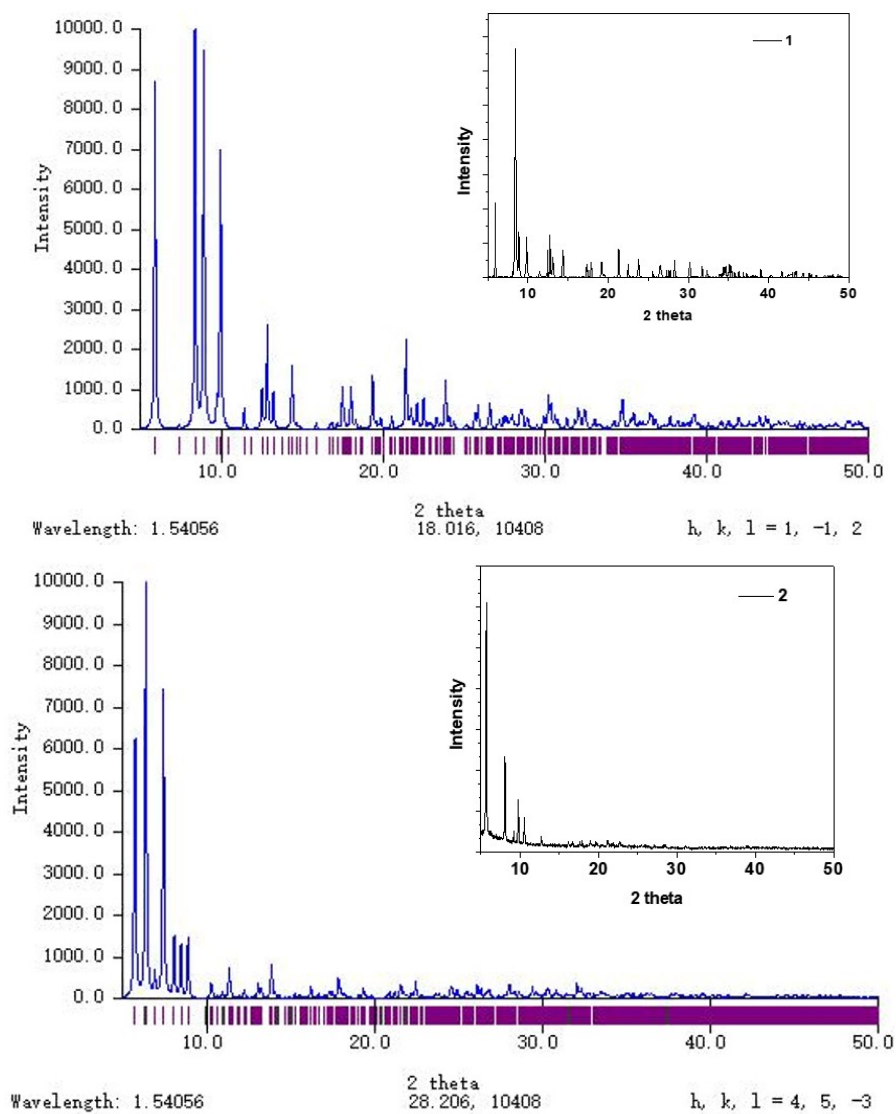 10000.0
9000.0
8000.0
7000.0
6000.0
5000.0
4000.0
3000.0
2000.0
1000.0
0.0
Intensity
10.0 20.0 30.0 40.0 50.0
2 theta
Wavelength: 1.54056 18.016, 10408 h, k, l = 1, -1, 2
1
Intensity
10 20 30 40 50
2 theta
10000.0
9000.0
8000.0
7000.0
6000.0
5000.0
4000.0
3000.0
2000.0
1000.0
0.0
Intensity
10.0 20.0 30.0 40.0 50.0
2 theta
Wavelength: 1.54056 28.206, 10408 h, k, l = 4, 5, -3
2
Intensity
10 20 30 40 50
2 theta